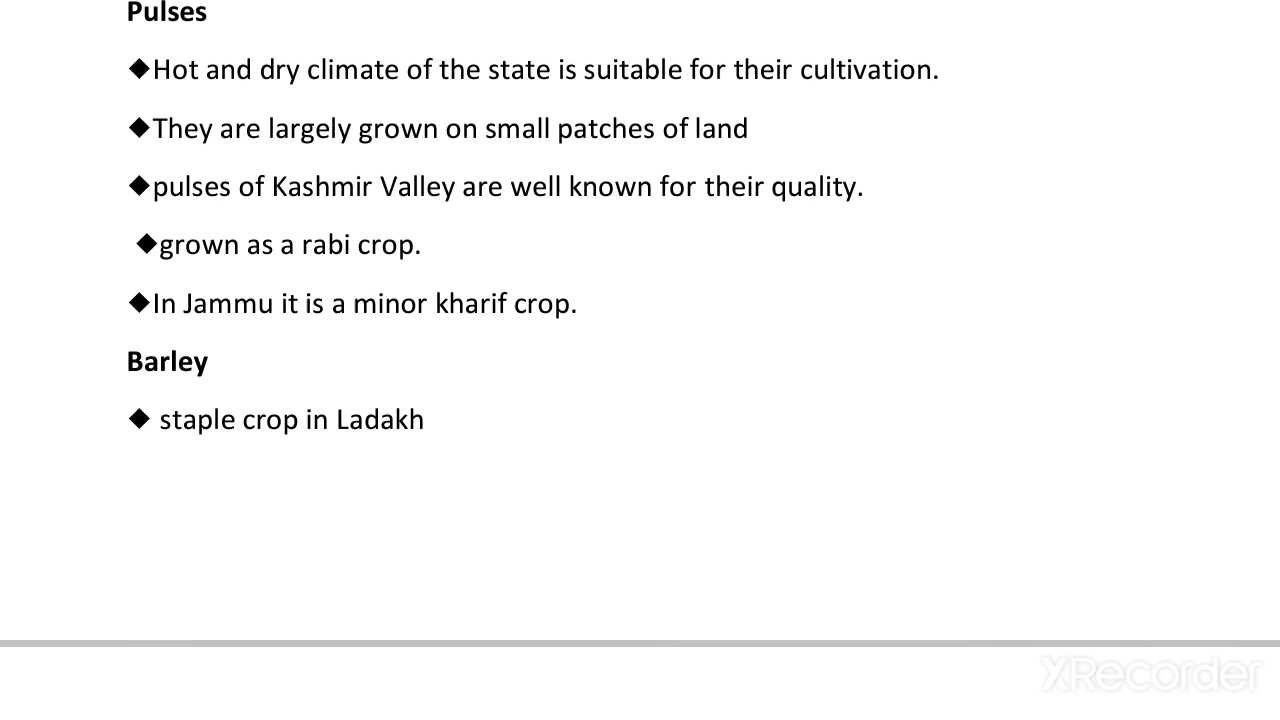 Pulses
◆Hot and dry climate of the state is suitable for their cultivation.
◆They are largely grown on small patches of land
◆pulses of Kashmir Valley are well known for their quality.
◆grown as a rabi crop.
◆In Jammu it is a minor kharif crop.
Barley
◆ staple crop in Ladakh
XRecorder